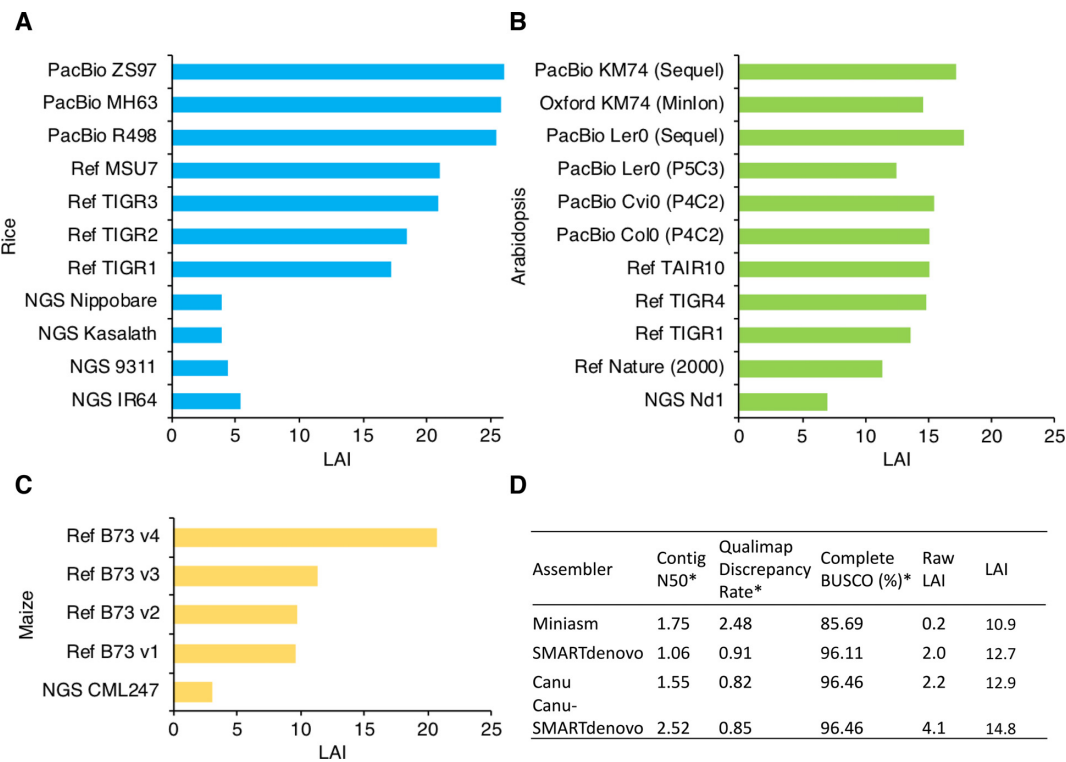 A
PacBio ZS97
PacBio MH63
PacBio R498
Ref MSU7
Ref TIGR3
Ref TIGR2
Ref TIGR1
NGS Nippobare
NGS Kasalath
NGS 9311
NGS IR64
Rice
0 5 10 15 20 25
LAI
B
PacBio KM74 (Sequel)
Oxford KM74 (MinIon)
PacBio Ler0 (Sequel)
PacBio Ler0 (P5C3)
PacBio Cvi0 (P4C2)
PacBio Col0 (P4C2)
Ref TAIR10
Ref TIGR4
Ref TIGR1
Ref Nature (2000)
NGS Nd1
Arabidopsis
0 5 10 15 20 25
LAI
C
Ref B73 v4
Ref B73 v3
Ref B73 v2
Ref B73 v1
NGS CML247
Maize
0 5 10 15 20 25
LAI
D
Assembler Contig N50* Qualimap Discrepancy Rate* Complete BUSCO (%)* Raw LAI LAI
Miniasm 1.75 2.48 85.69 0.2 10.9
SMARTdenovo 1.06 0.91 96.11 2.0 12.7
Canu 1.55 0.82 96.46 2.2 12.9
Canu-
SMARTdenovo 2.52 0.85 96.46 4.1 14.8